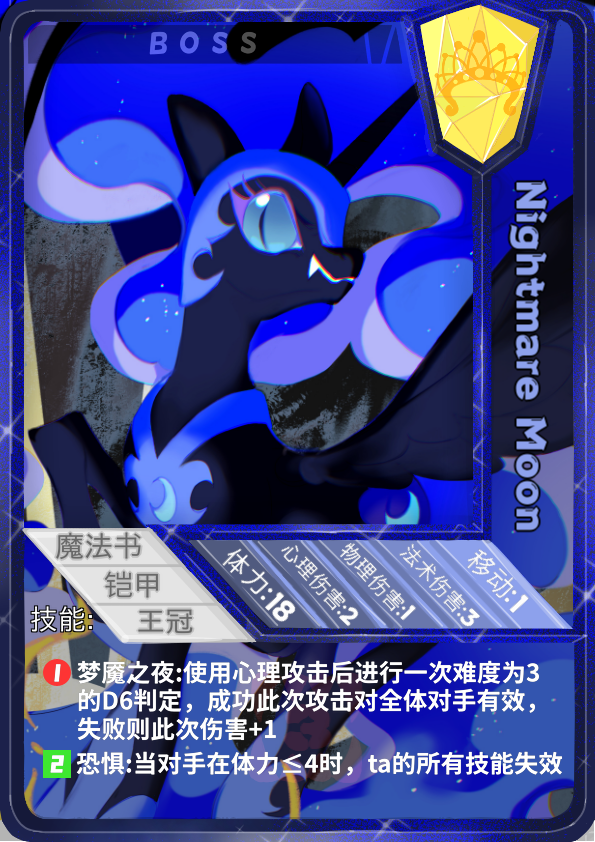 BOSS
Nightmare Moon
魔法书
铠甲
王冠
技能:
体力:18
心理伤害:2
物理伤害:1
法术伤害:3
移动:1
1 梦魇之夜:使用心理攻击后进行一次难度为3
的D6判定，成功此次攻击对全体对手有效，
失败则此次伤害+1
2 恐惧:当对手在体力≤4时，ta的所有技能失效